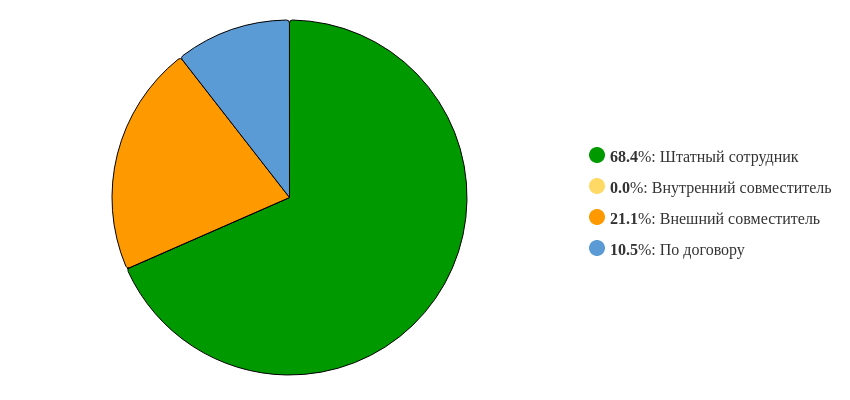 68.4%: Штатный сотрудник
0.0%: Внутренний совместитель
21.1%: Внешний совместитель
10.5%: По договору